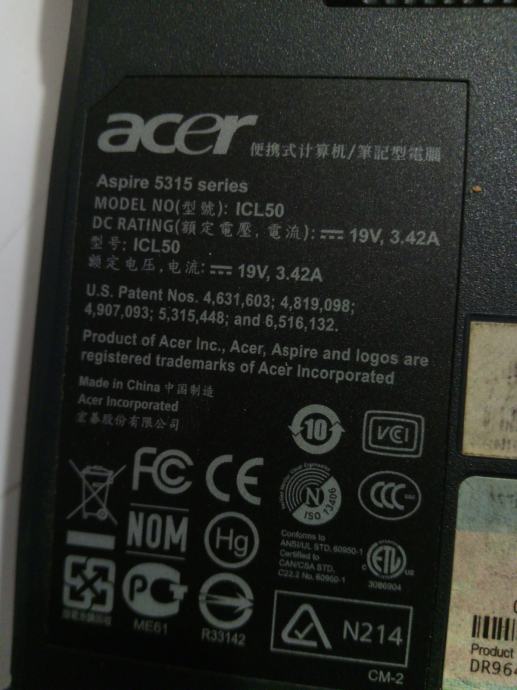 acer 便携式计算机/筆記型電腦
Aspire 5315 series
MODEL NO(型號): ICL50
DC RATING(額定電壓, 電流): ⎓ 19V, 3.42A
型号: ICL50
额定电压,电流: ⎓ 19V, 3.42A
U.S. Patent Nos. 4,631,603; 4,819,098;
4,907,093; 5,315,448; and 6,516,132.
Product of Acer Inc., Acer, Aspire and logos are
registered trademarks of Acer Incorporated
Made in China 中国制造
Acer Incorporated
宏碁股份有限公司
10
VCI
FC CE
N
ISO 13406
CCC
NOM
Hg
Conforms to
ANSI/UL STD. 60950-1
Certified to
CAN/CSA STD.
C22.2 No. 60950-1
ETL
3086904
PG
ME61
R33142
N214
CM-2
Product
DR964